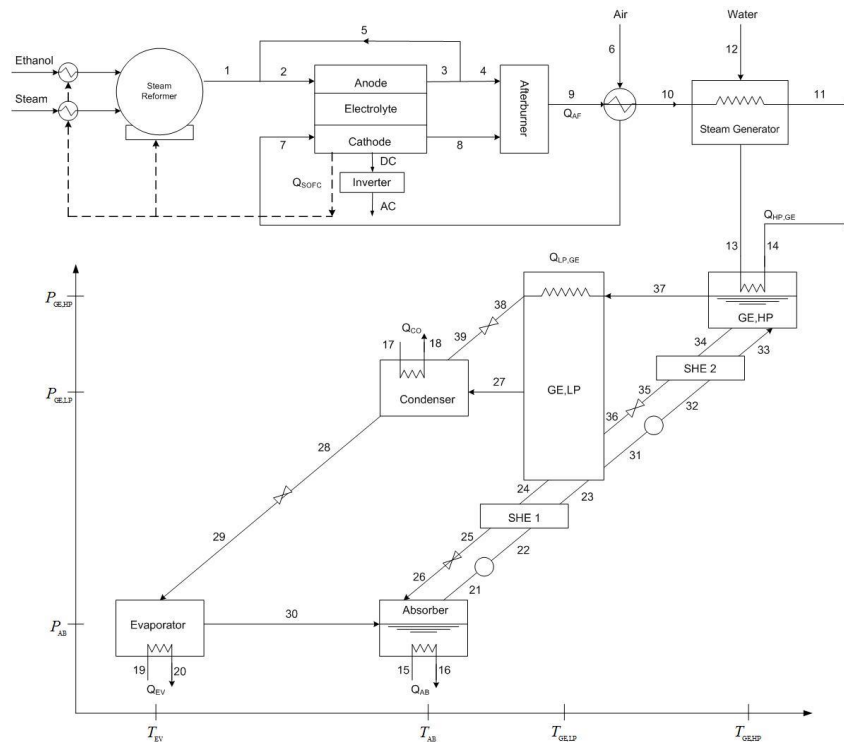 Ethanol
Steam
Steam
Reformer
1
5
2
3
4
Anode
Electrolyte
Cathode
7
8
Q_SOFC
DC
Inverter
AC
Afterburner
9
Q_AF
Air
6
10
Water
12
11
Steam Generator
Q_HP,GE
13
14
Q_LP,GE
P_GE,HP
37
GE,HP
38
39
34
33
Q_CO
17
18
SHE 2
Condenser
27
GE,LP
35
32
P_GE,LP
36
31
28
24
23
SHE 1
29
25
22
26
21
Evaporator
30
Absorber
P_AB
19
20
15
16
Q_EV
Q_AB
T_EV
T_AB
T_GE,LP
T_GE,HP